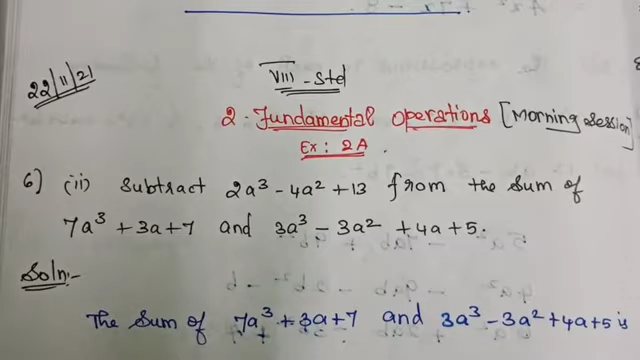 22/11/21
VIII - Std
2. Fundamental Operations [Morning Session]
Ex: 2A.
6) (ii) Subtract 2a³ - 4a² + 13 from the sum of
7a³ + 3a + 7 and 3a³ - 3a² + 4a + 5.
Soln:-
The sum of 7a³ + 3a + 7 and 3a³ - 3a² + 4a + 5 is